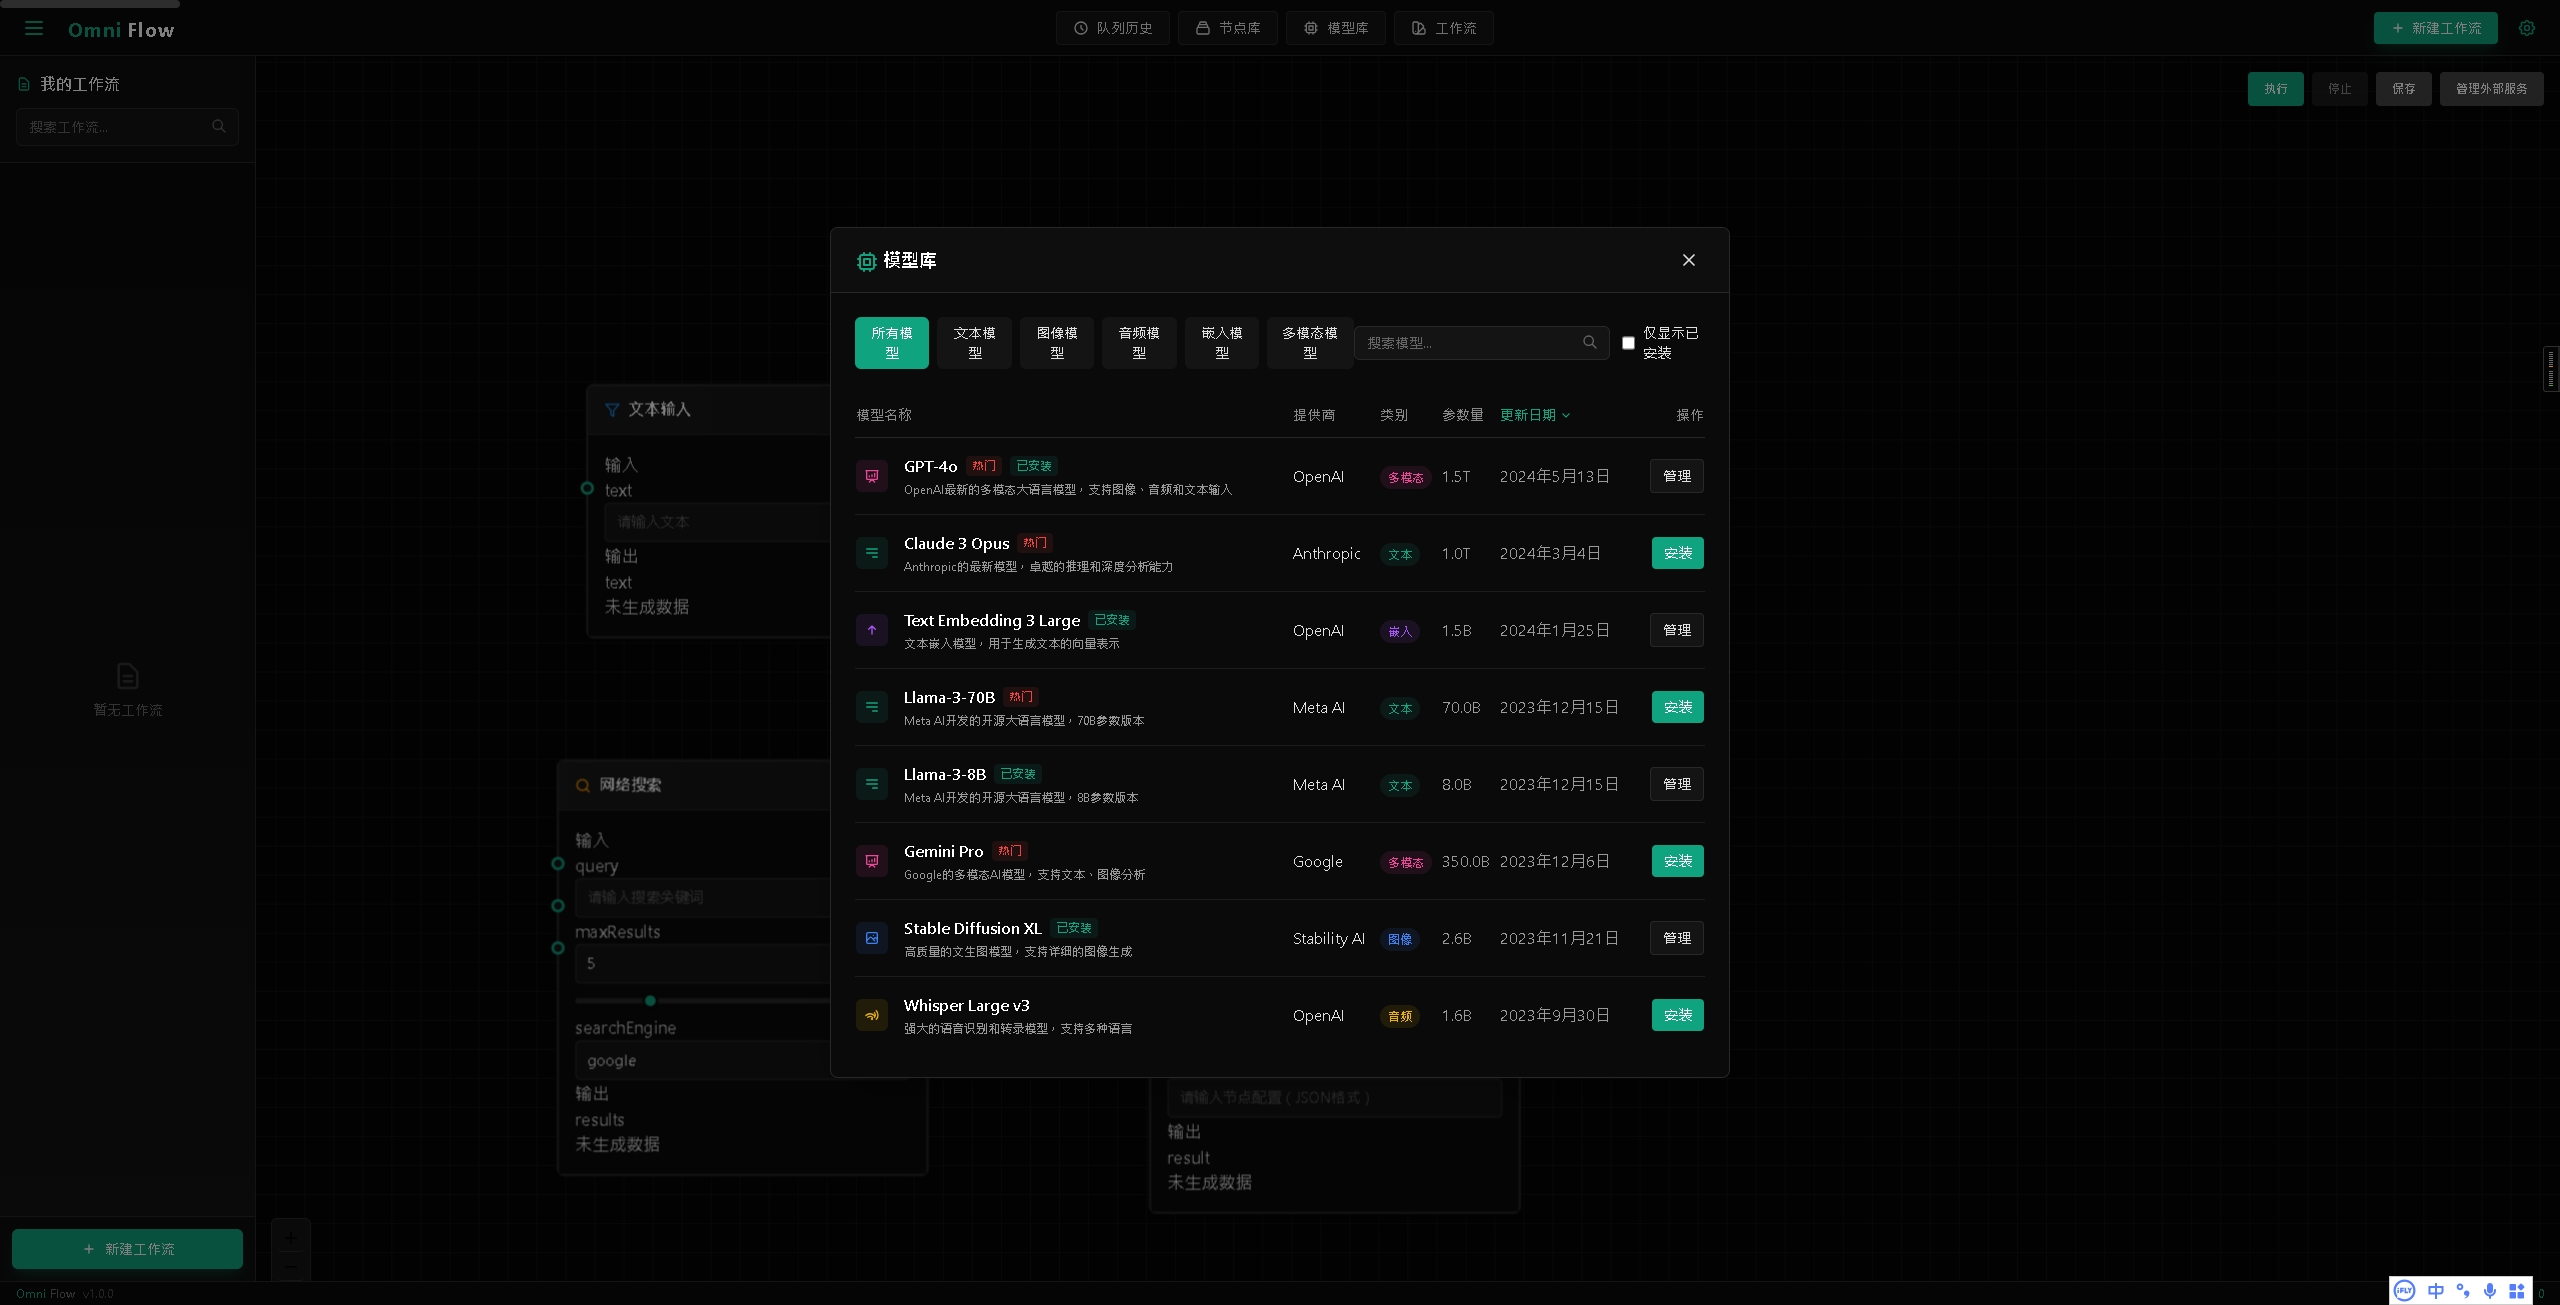 Omni Flow
队列历史
节点库
模型库
工作流
+ 新建工作流
我的工作流
搜索工作流...
执行
停止
保存
管理外部服务
暂无工作流
+ 新建工作流
Omni Flow v1.0.0
文本输入
输入
text
请输入文本
输出
text
未生成数据
网络搜索
输入
query
请输入搜索关键词
maxResults
5
searchEngine
google
输出
results
未生成数据
模型库
所有模
型
文本模
型
图像模
型
音频模
型
嵌入模
型
多模态模
型
搜索模型...
仅显示已
安装
模型名称 提供商 类别 参数量 更新日期 操作
GPT-4o 热门 已安装
OpenAI最新的多模态大语言模型，支持图像、音频和文本输入
OpenAI 多模态 1.5T 2024年5月13日 管理
Claude 3 Opus 热门
Anthropic的最新模型，卓越的推理和深度分析能力
Anthropic 文本 1.0T 2024年3月4日 安装
Text Embedding 3 Large 已安装
文本嵌入模型，用于生成文本的向量表示
OpenAI 嵌入 1.5B 2024年1月25日 管理
Llama-3-70B 热门
Meta AI开发的开源大语言模型，70B参数版本
Meta AI 文本 70.0B 2023年12月15日 安装
Llama-3-8B 已安装
Meta AI开发的开源大语言模型，8B参数版本
Meta AI 文本 8.0B 2023年12月15日 管理
Gemini Pro 热门
Google的多模态AI模型，支持文本、图像分析
Google 多模态 350.0B 2023年12月6日 安装
Stable Diffusion XL 已安装
高质量的文生图模型，支持详细的图像生成
Stability AI 图像 2.6B 2023年11月21日 管理
Whisper Large v3
强大的语音识别和转录模型，支持多种语言
OpenAI 音频 1.6B 2023年9月30日 安装
请输入节点配置（JSON格式）
输出
result
未生成数据
iFLY 中
0